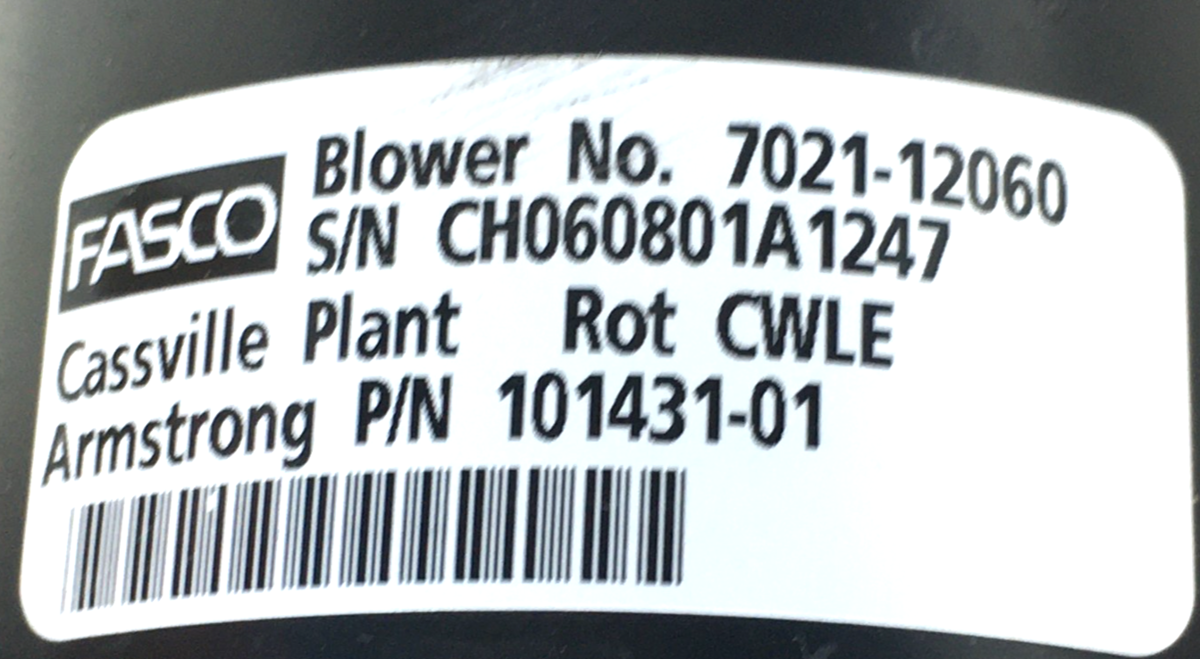 FASCO
Blower No. 7021-12060
S/N CH060801A1247
Cassville Plant Rot CWLE
Armstrong P/N 101431-01